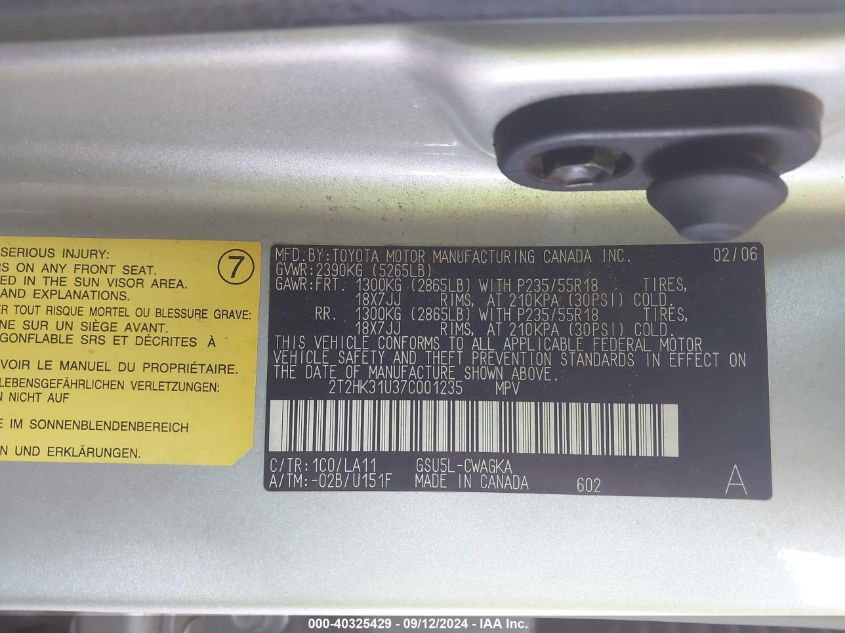 SERIOUS INJURY:
RS ON ANY FRONT SEAT.
ED IN THE SUN VISOR AREA.
AND EXPLANATIONS.
ER TOUT RISQUE MORTEL OU BLESSURE GRAVE:
NE SUR UN SIÈGE AVANT.
GONFLABLE SRS ET DÉCRITES À
VOIR LE MANUEL DU PROPRIÉTAIRE.
LEBENSGEFÄHRLICHEN VERLETZUNGEN:
N NICHT AUF
E IM SONNENBLENDENBEREICH
EN UND ERKLÄRUNGEN.
7
MFD.BY:TOYOTA MOTOR MANUFACTURING CANADA INC. 02/06
GVWR:2390KG (5265LB)
GAWR:FRT. 1300KG (2865LB) WITH P235/55R18 TIRES,
18X7JJ RIMS, AT 210KPA (30PSI) COLD.
RR. 1300KG (2865LB) WITH P235/55R18 TIRES,
18X7JJ RIMS, AT 210KPA (30PSI) COLD.
THIS VEHICLE CONFORMS TO ALL APPLICABLE FEDERAL MOTOR
VEHICLE SAFETY AND THEFT PREVENTION STANDARDS IN EFFECT ON
THE DATE OF MANUFACTURE SHOWN ABOVE.
2T2HK31U37C001235 MPV
C/TR:1C0/LA11 GSU5L-CWAGKA
A/TM:-02B/U151F MADE IN CANADA 602 A
000-40325429 - 09/12/2024 - IAA Inc.